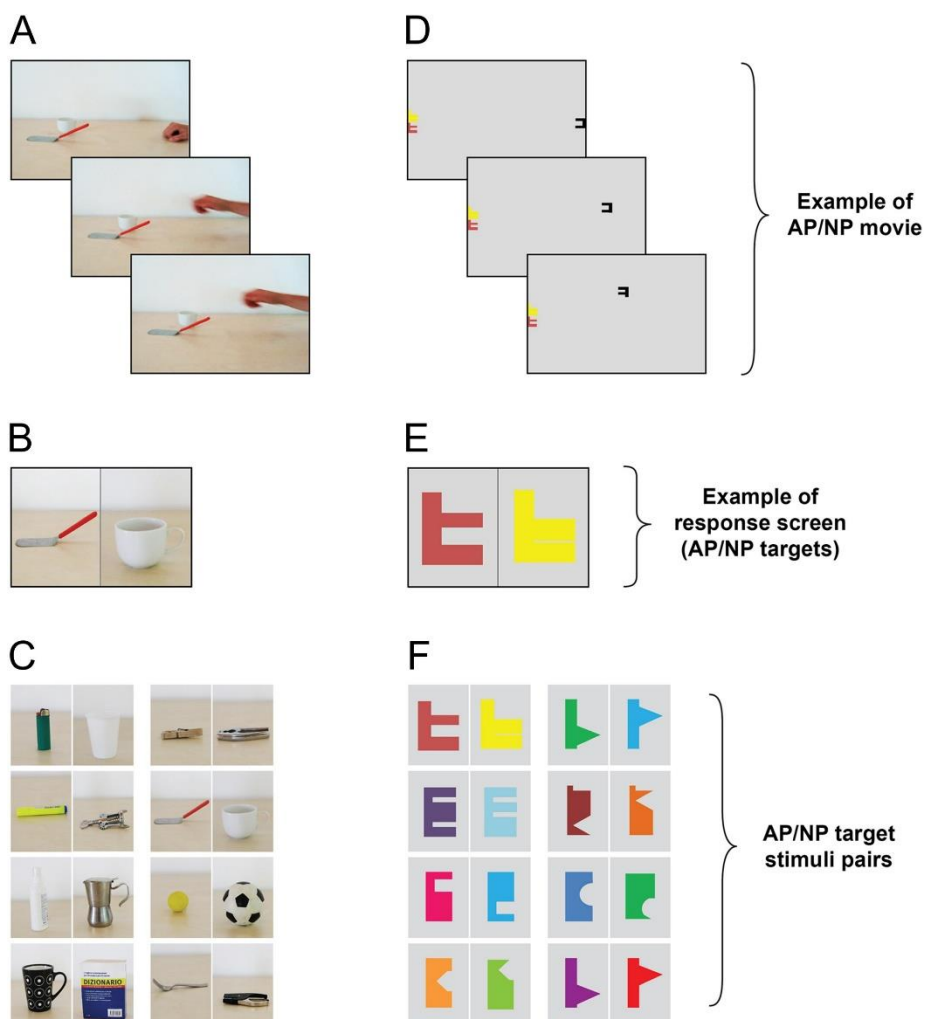 A
D
Example of
AP/NP movie
B
E
Example of
response screen
(AP/NP targets)
C
F
DIZIONARIO
AP/NP target
stimuli pairs